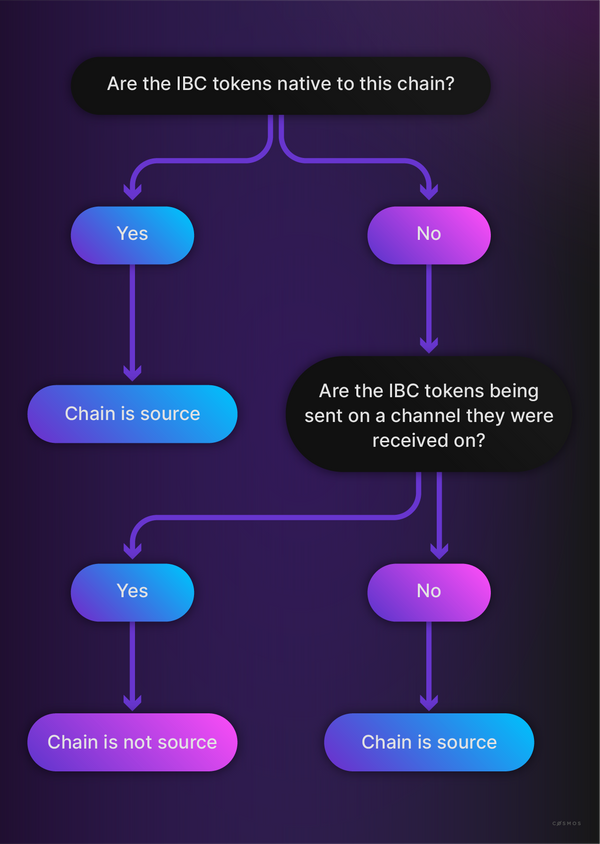 Are the IBC tokens native to this chain?
Yes
No
Chain is source
Are the IBC tokens being
sent on a channel they were
received on?
Yes
No
Chain is not source
Chain is source
COSMOS